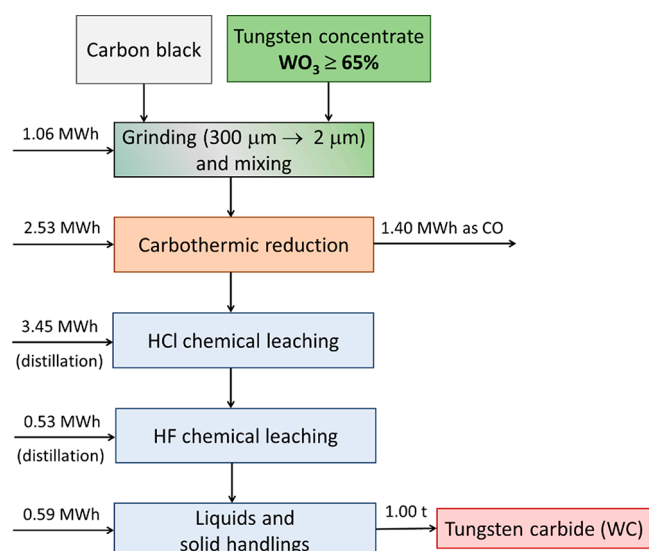 Carbon black
Tungsten concentrate
WO₃ ≥ 65%
1.06 MWh
Grinding (300 μm → 2 μm)
and mixing
2.53 MWh
Carbothermic reduction
1.40 MWh as CO
3.45 MWh
(distillation)
HCl chemical leaching
0.53 MWh
(distillation)
HF chemical leaching
0.59 MWh
Liquids and
solid handlings
1.00 t
Tungsten carbide (WC)